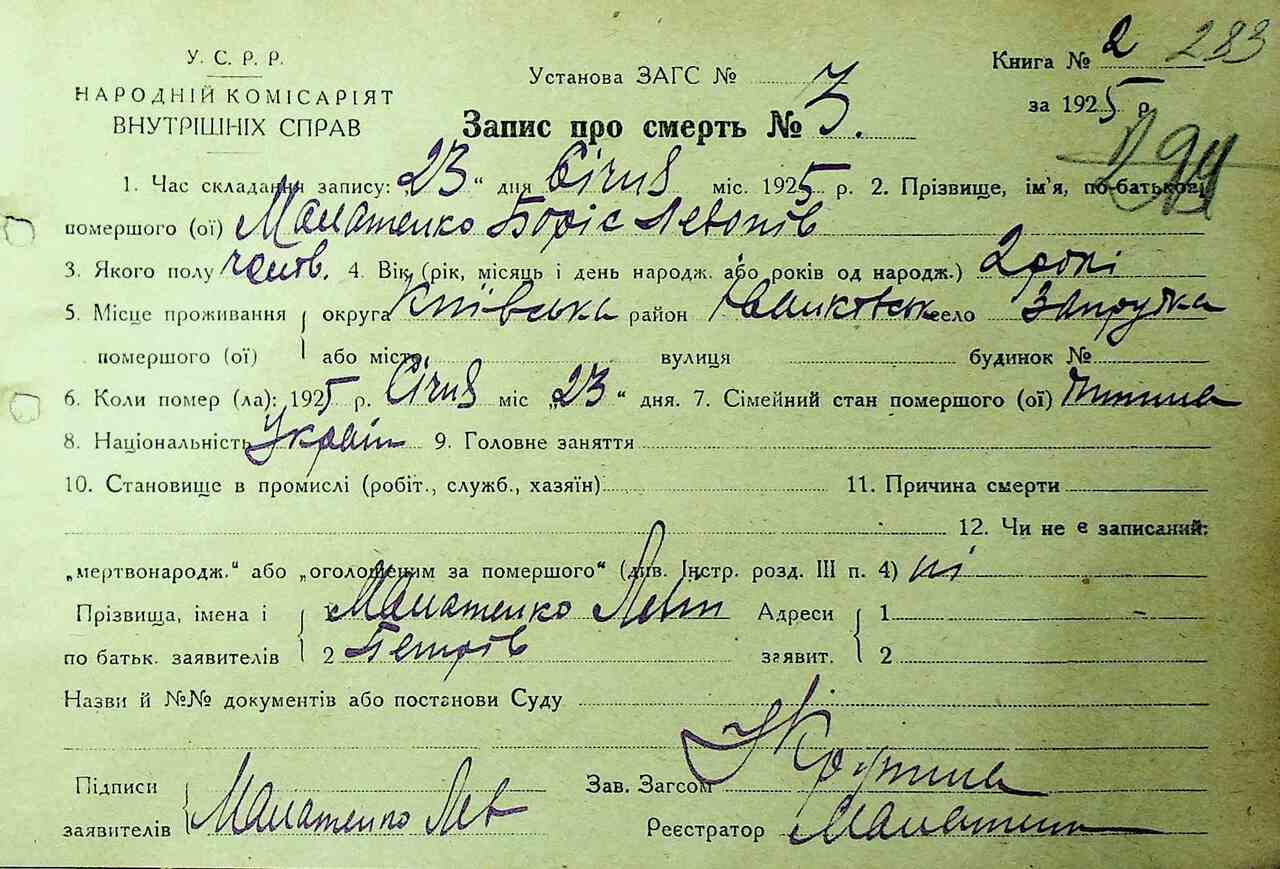 У. С. Р. Р.
НАРОДНІЙ КОМІСАРІЯТ
ВНУТРІШНІХ СПРАВ
Установа ЗАГС №
Запис про смерть № 3.
Книга № 2 283
за 1925 р.
294
1. Час складання запису: 23 " дня Січня міс. 1925 р. 2. Прізвище, ім'я, по-батькові
помершого (ої) Маматенко Боріс Левонів
3. Якого полу чолов. 4. Вік (рік, місяць і день народж. або років од народж.) 2 роки
5. Місце проживання округа Київська район Іванковськ село Запрудка
помершого (ої) або місто вулиця будинок №
6. Коли помер (ла): 1925 р. Січня міс „23 " дня. 7. Сімейний стан помершого (ої)
8. Національність Україн 9. Головне заняття
10. Становище в промислі (робіт., служб., хазяїн) 11. Причина смерти
12. Чи не є записаний:
„мертвонародж." або „оголошеним за помершого" (див. Інстр. розд. III п. 4) ні
Прізвища, імена і 1 Маматенко Левон Адреси 1 -
по батьк. заявителів 2 Петров заявит. 2
Назви й №№ документів або постанови Суду
Підписи Зав. Загсом
заявителів Маматенко Лев Реєстратор